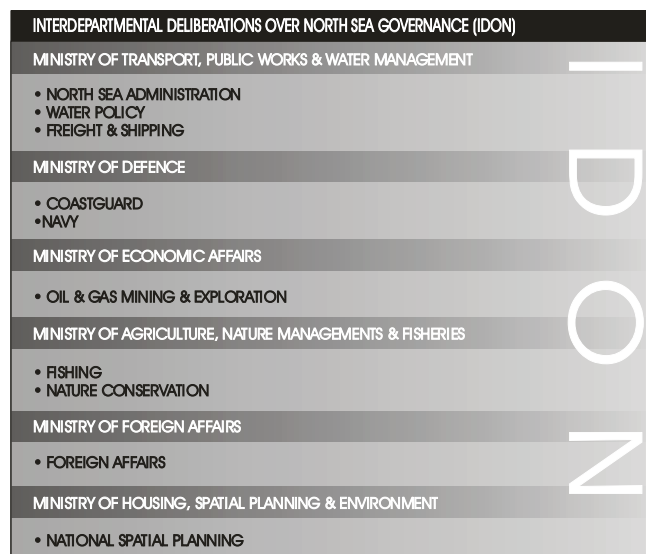 INTERDEPARTMENTAL DELIBERATIONS OVER NORTH SEA GOVERNANCE (IDON)
MINISTRY OF TRANSPORT, PUBLIC WORKS & WATER MANAGEMENT
• NORTH SEA ADMINISTRATION
• WATER POLICY
• FREIGHT & SHIPPING
MINISTRY OF DEFENCE
• COASTGUARD
•NAVY
MINISTRY OF ECONOMIC AFFAIRS
• OIL & GAS MINING & EXPLORATION
MINISTRY OF AGRICULTURE, NATURE MANAGEMENTS & FISHERIES
• FISHING
• NATURE CONSERVATION
MINISTRY OF FOREIGN AFFAIRS
• FOREIGN AFFAIRS
MINISTRY OF HOUSING, SPATIAL PLANNING & ENVIRONMENT
• NATIONAL SPATIAL PLANNING
IDON